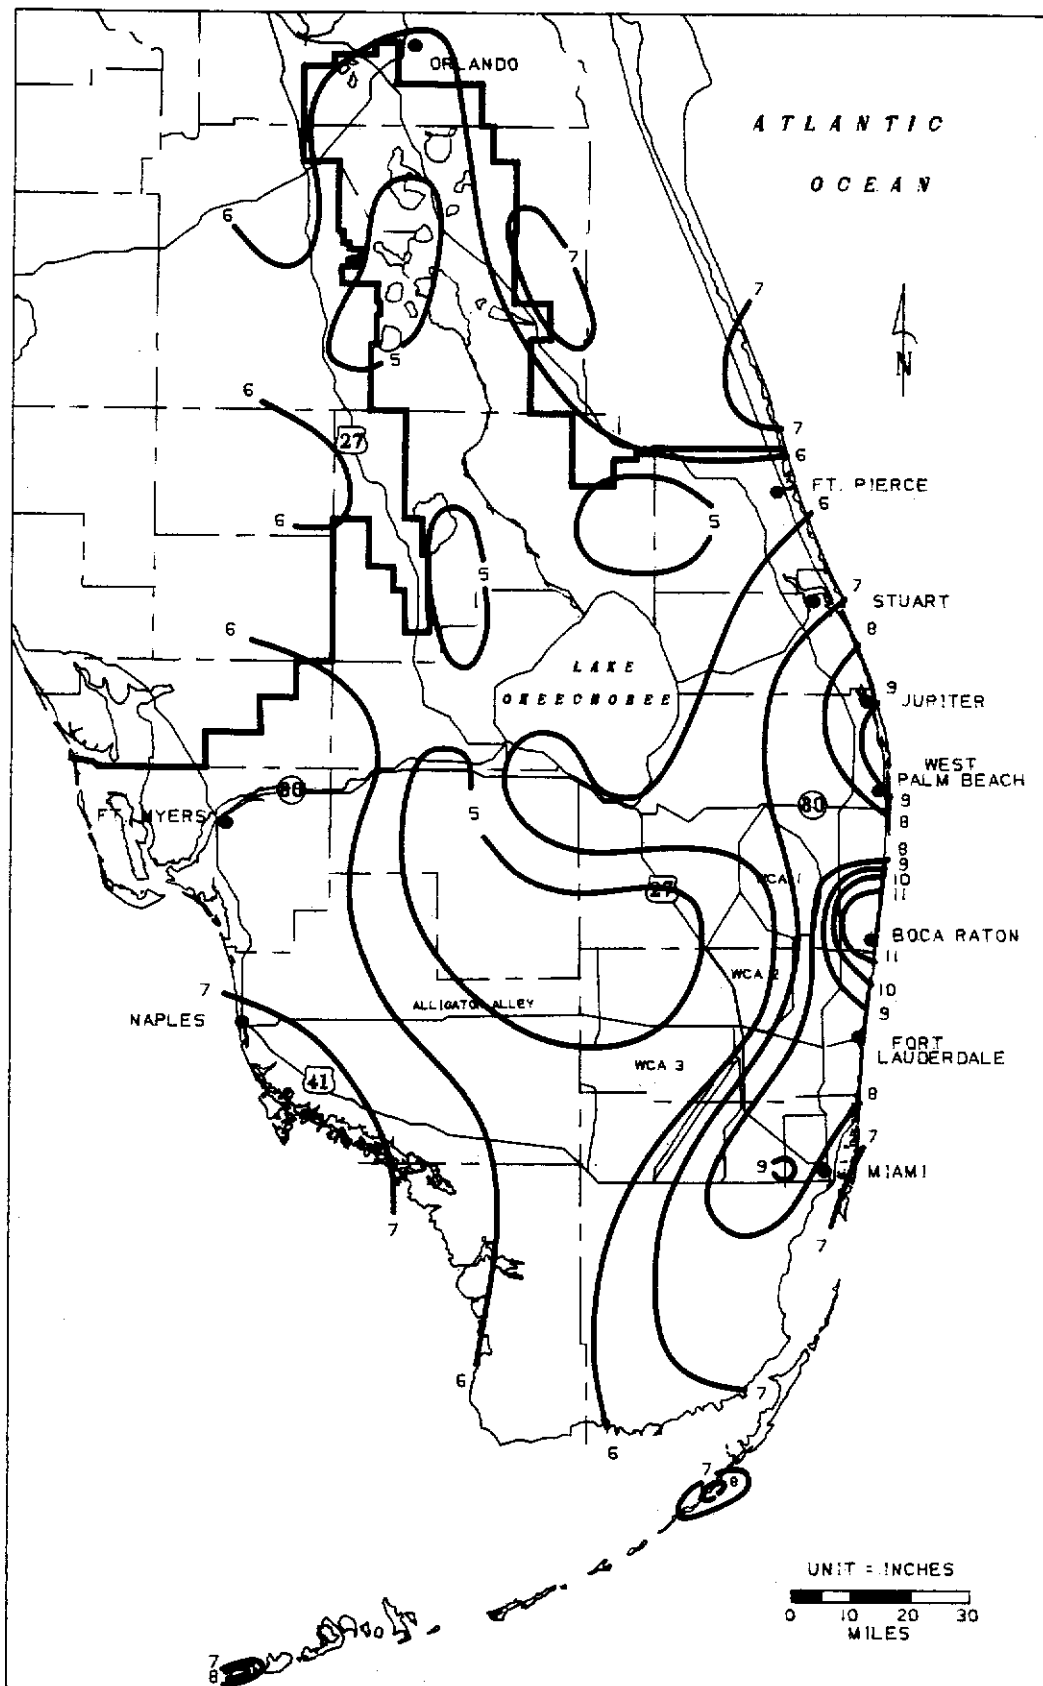 ORLANDO
ATLANTIC
OCEAN
6
7
7
N
5
6
27
7
6
FT. PIERCE
6
5
6
5
7
STUART
6
8
LAKE
OKEECHOBEE
9
JUPITER
WEST
PALM BEACH
80
80
5
9
8
FT. MYERS
8
9
WCA 1
27
10
11
BOCA RATON
11
WCA 2
7
10
ALLIGATOR ALLEY
9
NAPLES
FORT
LAUDERDALE
WCA 3
41
8
7
9
MIAMI
7
7
6
7
6
7
8
UNIT = INCHES
0 10 20 30
MILES
7
8